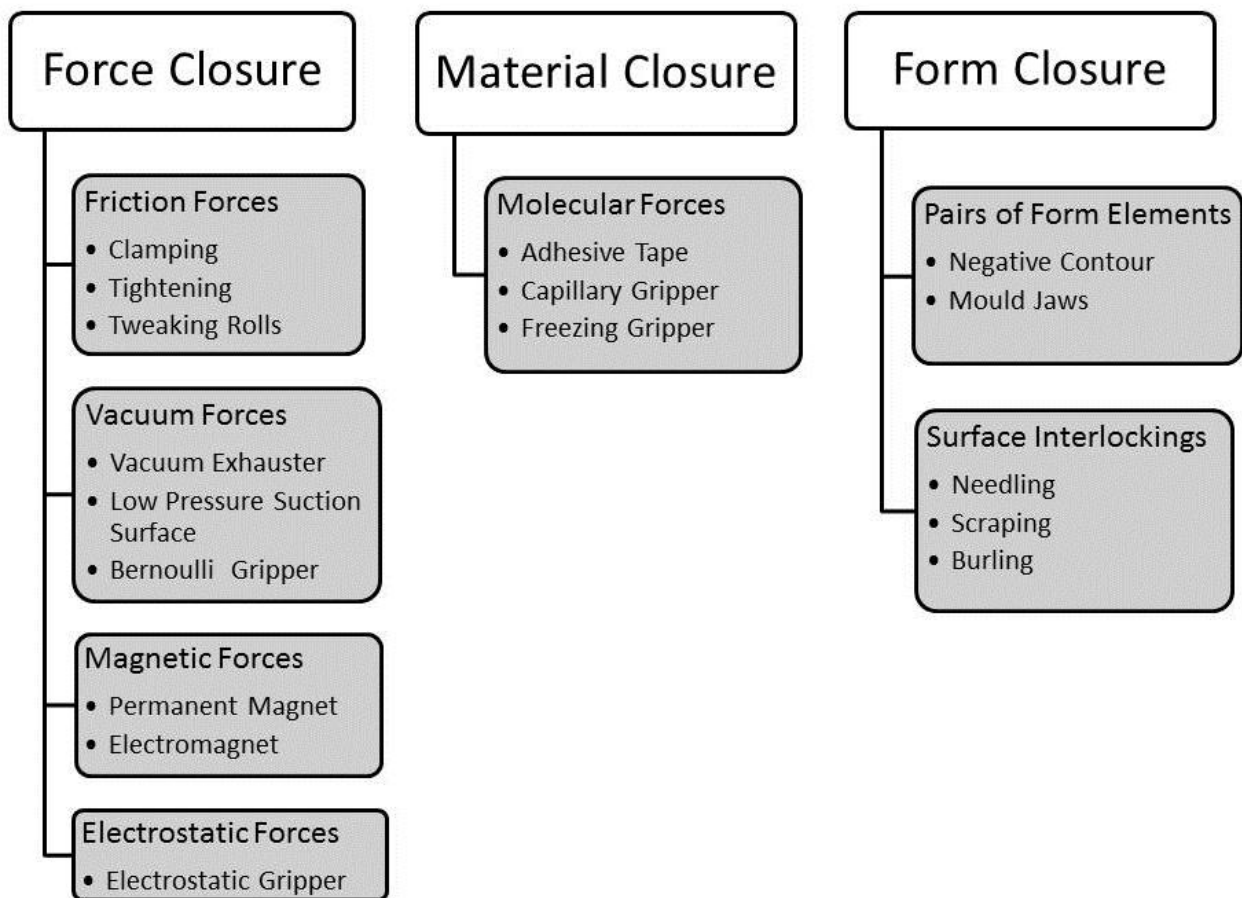 Force Closure
Friction Forces
• Clamping
• Tightening
• Tweaking Rolls
Vacuum Forces
• Vacuum Exhauster
• Low Pressure Suction
Surface
• Bernoulli Gripper
Magnetic Forces
• Permanent Magnet
• Electromagnet
Electrostatic Forces
• Electrostatic Gripper
Material Closure
Molecular Forces
• Adhesive Tape
• Capillary Gripper
• Freezing Gripper
Form Closure
Pairs of Form Elements
• Negative Contour
• Mould Jaws
Surface Interlockings
• Needling
• Scraping
• Burling